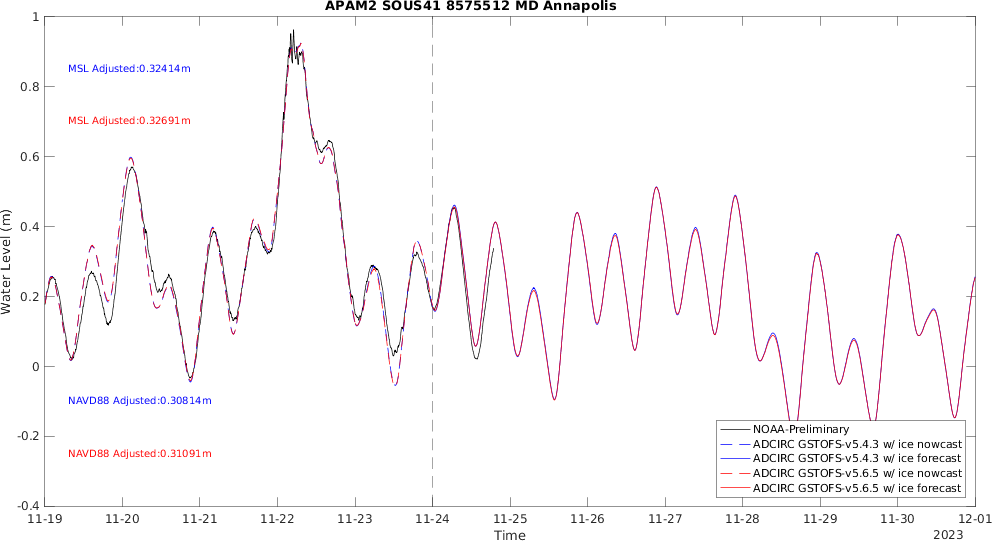 APAM2 SOUS41 8575512 MD Annapolis
1
0.8
0.6
0.4
0.2
0
-0.2
-0.4
Water Level (m)
MSL Adjusted:0.32414m
MSL Adjusted:0.32691m
NAVD88 Adjusted:0.30814m
NAVD88 Adjusted:0.31091m
NOAA-Preliminary
ADCIRC GSTOFS-v5.4.3 w/ ice nowcast
ADCIRC GSTOFS-v5.4.3 w/ ice forecast
ADCIRC GSTOFS-v5.6.5 w/ ice nowcast
ADCIRC GSTOFS-v5.6.5 w/ ice forecast
11-19 11-20 11-21 11-22 11-23 11-24 11-25 11-26 11-27 11-28 11-29 11-30 12-01
Time
2023